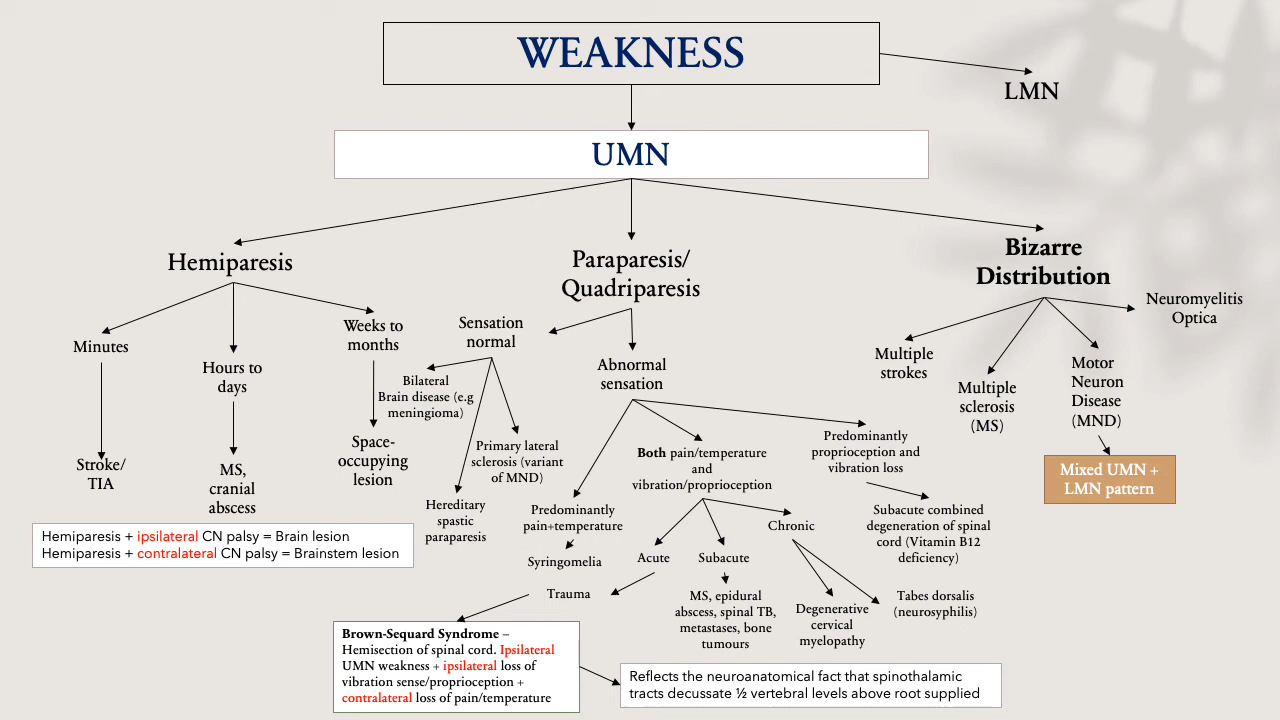 WEAKNESS
LMN
UMN
Hemiparesis
Paraparesis/
Quadriparesis
Bizarre
Distribution
Minutes
Hours to
days
Weeks to
months
Stroke/
TIA
MS,
cranial
abscess
Space-
occupying
lesion
Hemiparesis + ipsilateral CN palsy = Brain lesion
Hemiparesis + contralateral CN palsy = Brainstem lesion
Sensation
normal
Bilateral
Brain disease (e.g
meningioma)
Hereditary
spastic
paraparesis
Primary lateral
sclerosis (variant
of MND)
Abnormal
sensation
Predominantly
pain+temperature
Syringomelia
Both pain/temperature
and
vibration/proprioception
Acute
Subacute
Chronic
Trauma
MS, epidural
abscess, spinal TB,
metastases, bone
tumours
Degenerative
cervical
myelopathy
Tabes dorsalis
(neurosyphilis)
Predominantly
proprioception and
vibration loss
Subacute combined
degeneration of spinal
cord (Vitamin B12
deficiency)
Brown-Sequard Syndrome –
Hemisection of spinal cord. Ipsilateral
UMN weakness + ipsilateral loss of
vibration sense/proprioception +
contralateral loss of pain/temperature
Reflects the neuroanatomical fact that spinothalamic
tracts decussate ½ vertebral levels above root supplied
Multiple
strokes
Multiple
sclerosis
(MS)
Motor
Neuron
Disease
(MND)
Mixed UMN +
LMN pattern
Neuromyelitis
Optica